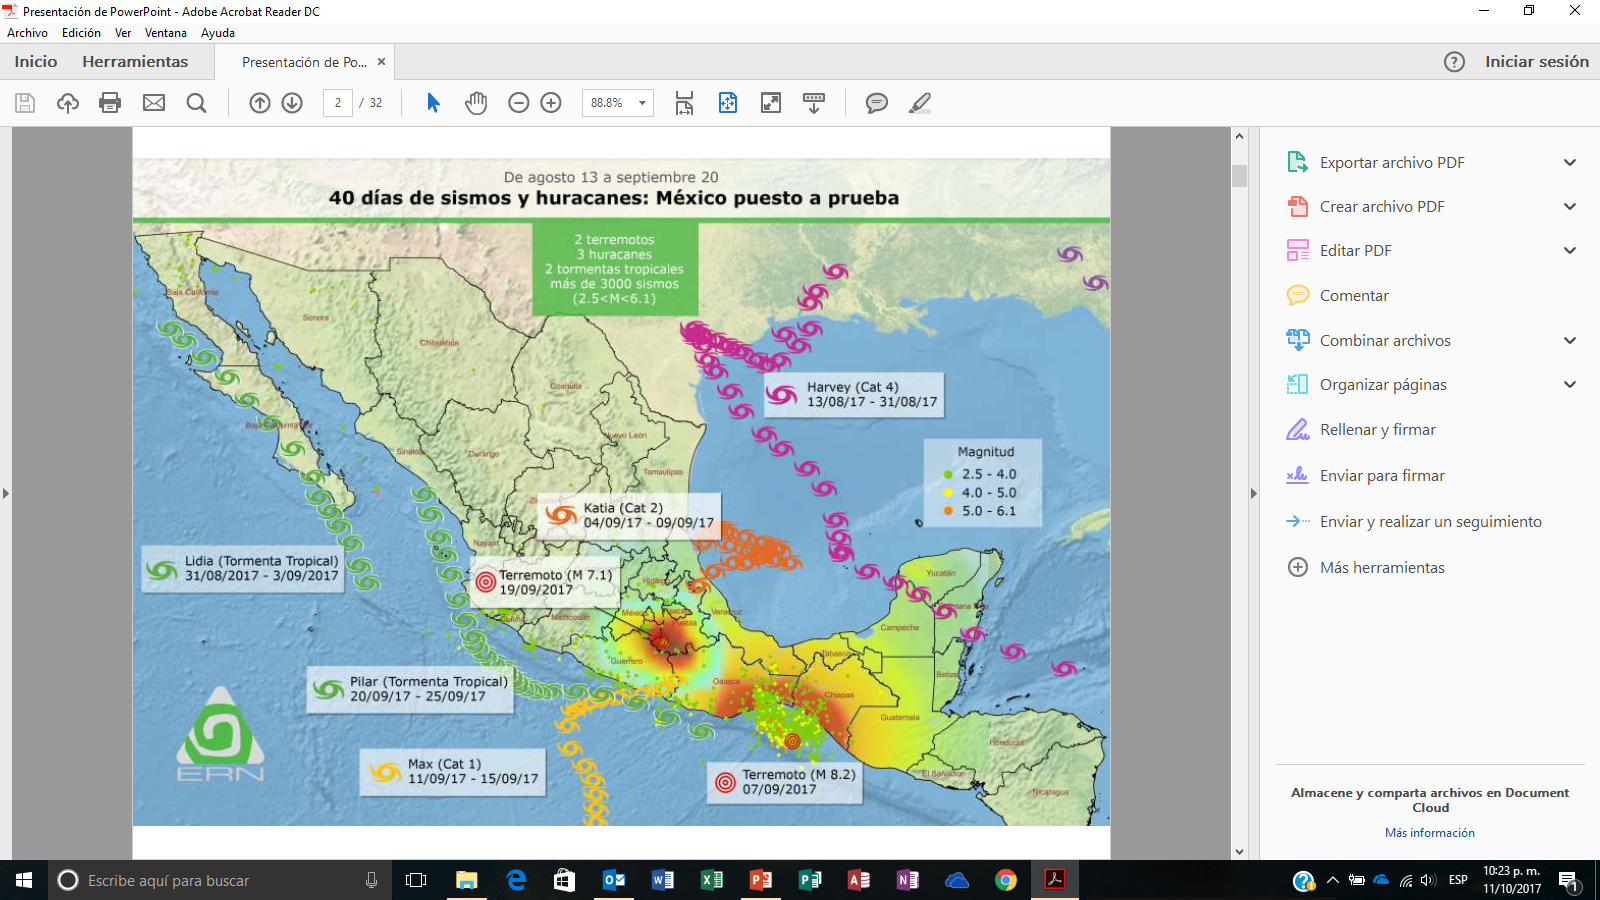 Presentación de PowerPoint - Adobe Acrobat Reader DC
Archivo Edición Ver Ventana Ayuda
Inicio Herramientas Presentación de Po... × Iniciar sesión
2 / 32 88.8%
De agosto 13 a septiembre 20
40 días de sismos y huracanes: México puesto a prueba
2 terremotos
3 huracanes
2 tormentas tropicales
más de 3000 sismos
(2.5<M<6.1)
Baja California
Sonora
Chihuahua
Coahuila
Harvey (Cat 4)
13/08/17 - 31/08/17
Nuevo León
Sinaloa
Durango
Tamaulipas
Magnitud
2.5 - 4.0
4.0 - 5.0
5.0 - 6.1
Katia (Cat 2)
04/09/17 - 09/09/17
Nayarit
Lidia (Tormenta Tropical)
31/08/2017 - 3/09/2017
Terremoto (M 7.1)
19/09/2017
Hidalgo
Yucatán
México
Puebla
Veracruz
Michoacán
Campeche
Guerrero
Tabasco
Oaxaca
Chiapas
Belize
Pilar (Tormenta Tropical)
20/09/17 - 25/09/17
Guatemala
Honduras
ERN
Max (Cat 1)
11/09/17 - 15/09/17
Terremoto (M 8.2)
07/09/2017
El Salvador
Nicaragua
Exportar archivo PDF
Crear archivo PDF
Editar PDF
Comentar
Combinar archivos
Organizar páginas
Rellenar y firmar
Enviar para firmar
Enviar y realizar un seguimiento
Más herramientas
Almacene y comparta archivos en Document
Cloud
Más información
Escribe aquí para buscar
ESP
10:23 p. m.
11/10/2017
1